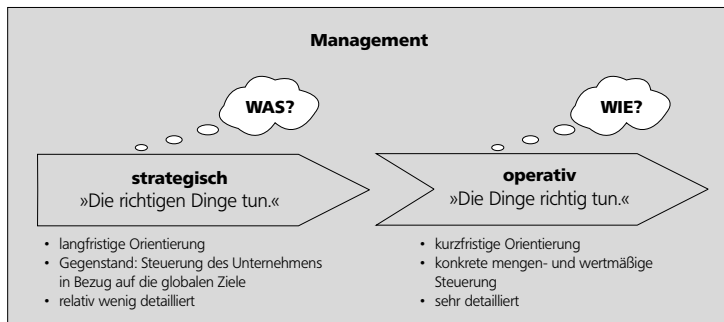 Management
WAS?
WIE?
strategisch
»Die richtigen Dinge tun.«
operativ
»Die Dinge richtig tun.«
• langfristige Orientierung
• Gegenstand: Steuerung des Unternehmens
in Bezug auf die globalen Ziele
• relativ wenig detailliert
• kurzfristige Orientierung
• konkrete mengen- und wertmäßige
Steuerung
• sehr detailliert